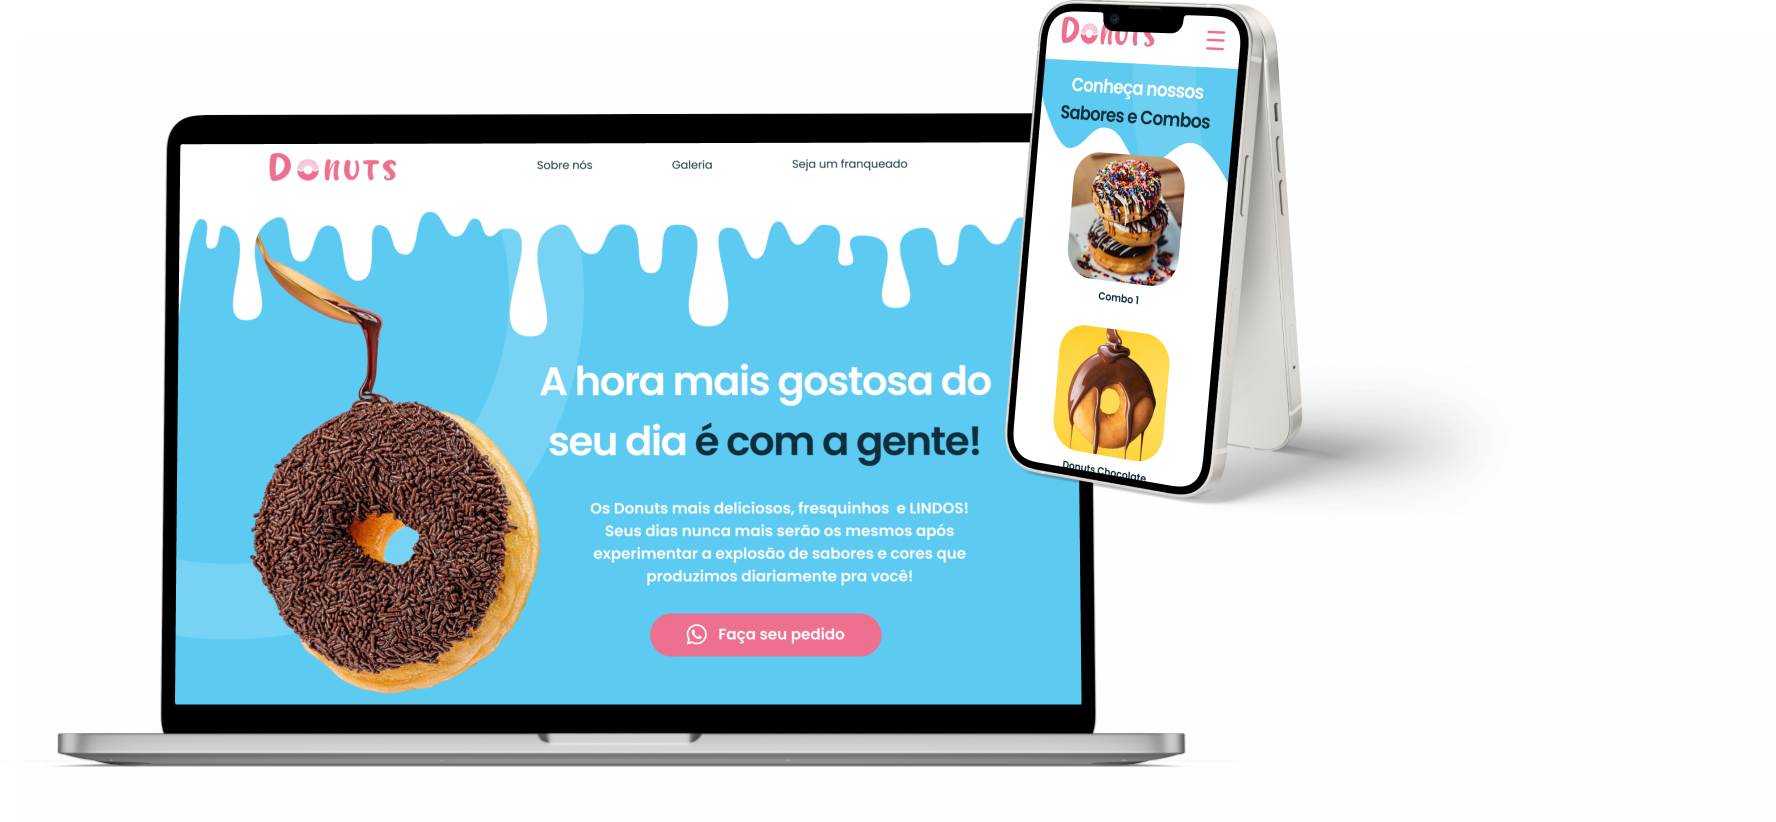 Donuts
Sobre nós
Galeria
Seja um franqueado
A hora mais gostosa do
seu dia é com a gente!
Os Donuts mais deliciosos, fresquinhos e LINDOS!
Seus dias nunca mais serão os mesmos após
experimentar a explosão de sabores e cores que
produzimos diariamente pra você!
Faça seu pedido
Donuts
Conheça nossos
Sabores e Combos
Combo 1
Donuts Chocolate